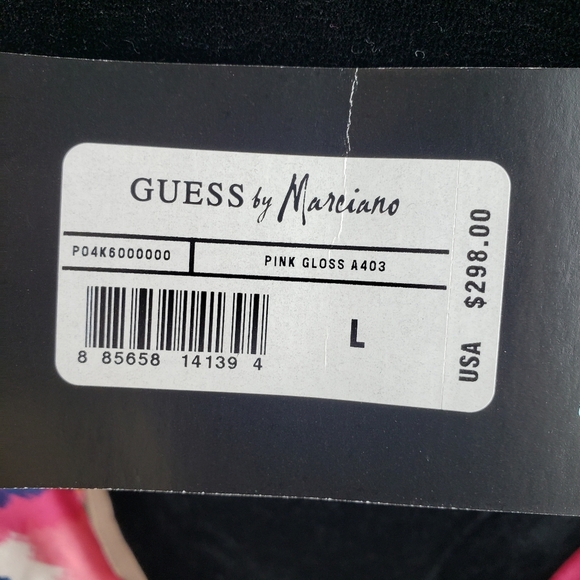 GUESS by Marciano
P04K6000000 PINK GLOSS A403
L
8 85658 14139 4
USA $298.00